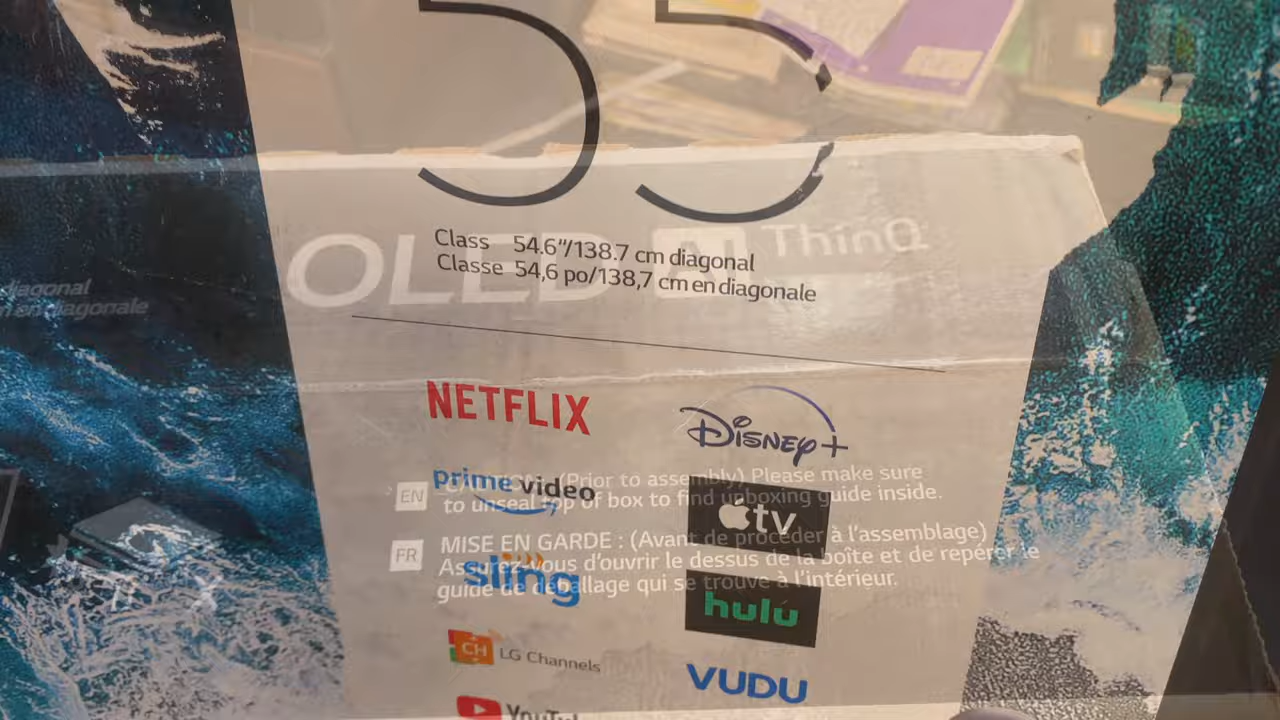 55
Class 54.6"/138.7 cm diagonal
Classe 54,6 po/138,7 cm en diagonale
OLED AI ThinQ
diagonal
en diagonale
NETFLIX
Disney+
prime video
tv
sling
hulu
CH LG Channels
VUDU
YouTu
EN
(Prior to assembly) Please make sure
to unseal top of box to find unboxing guide inside.
FR
MISE EN GARDE : (Avant de procéder à l'assemblage)
Assurez-vous d'ouvrir le dessus de la boîte et de repérer le
guide de déballage qui se trouve à l'intérieur.